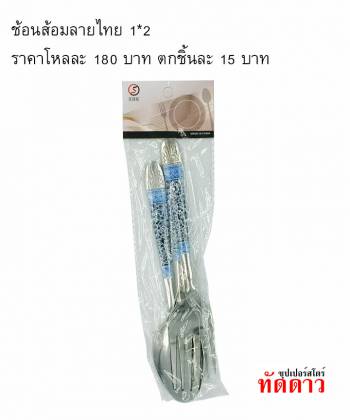 ช้อนส้อมลายไทย 1*2
ราคาโหลละ 180 บาท ตกชิ้นละ 15 บาท
ซุปเปอร์สโตร์
ทัดดาว